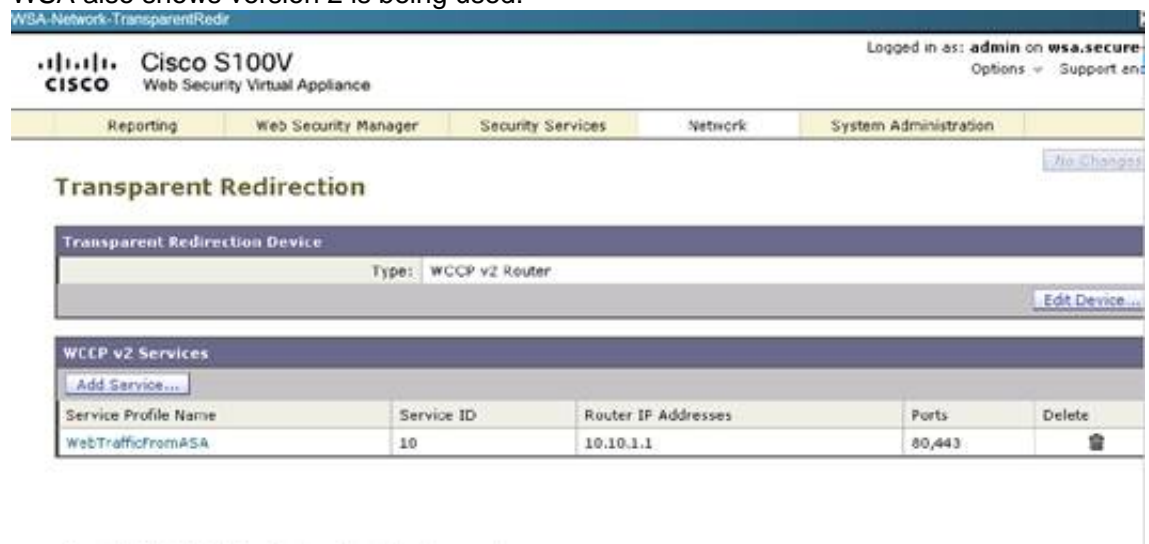 WSA also shows version 2 is being used.
WSA-Network-TransparentRedir
Logged in as: admin on wsa.secure-
CISCO
Cisco S100V
Web Security Virtual Appliance
Options Support and
Reporting Web Security Manager Security Services Network System Administration
No Changes
Transparent Redirection
Transparent Redirection Device
Type: WCCP v2 Router
Edit Device...
WCCP v2 Services
Add Service...
Service Profile Name Service ID Router IP Addresses Ports Delete
WebTrafficFromASA 10 10.10.1.1 80,443